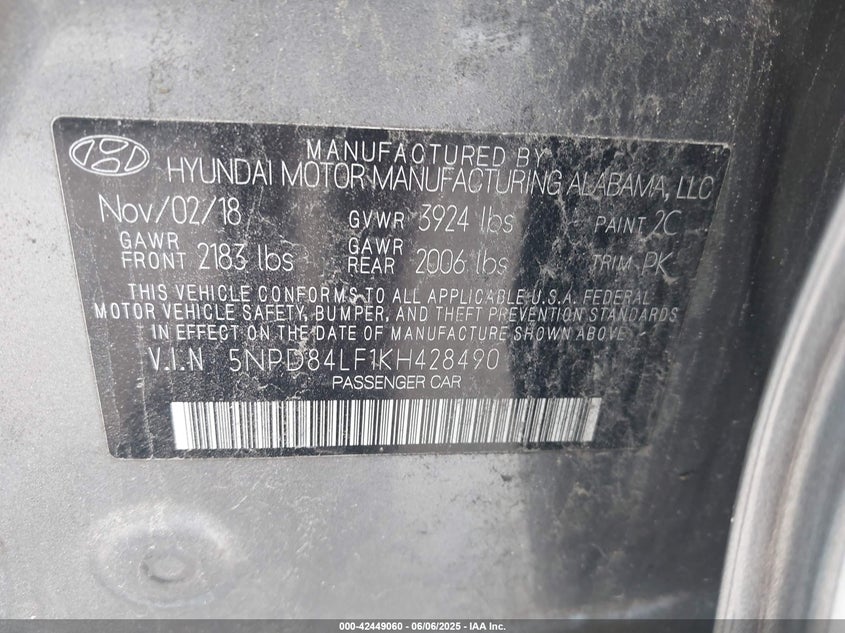 MANUFACTURED BY
HYUNDAI MOTOR MANUFACTURING ALABAMA, LLC
Nov/02/18 GVWR 3924 lbs PAINT 2C
GAWR FRONT 2183 lbs GAWR REAR 2006 lbs TRIM PK
THIS VEHICLE CONFORMS TO ALL APPLICABLE U.S.A. FEDERAL
MOTOR VEHICLE SAFETY, BUMPER, AND THEFT PREVENTION STANDARDS
IN EFFECT ON THE DATE OF MANUFACTURE SHOWN ABOVE.
V.I.N 5NPD84LF1KH428490
PASSENGER CAR
000-42449060 - 06/06/2025 - IAA Inc.